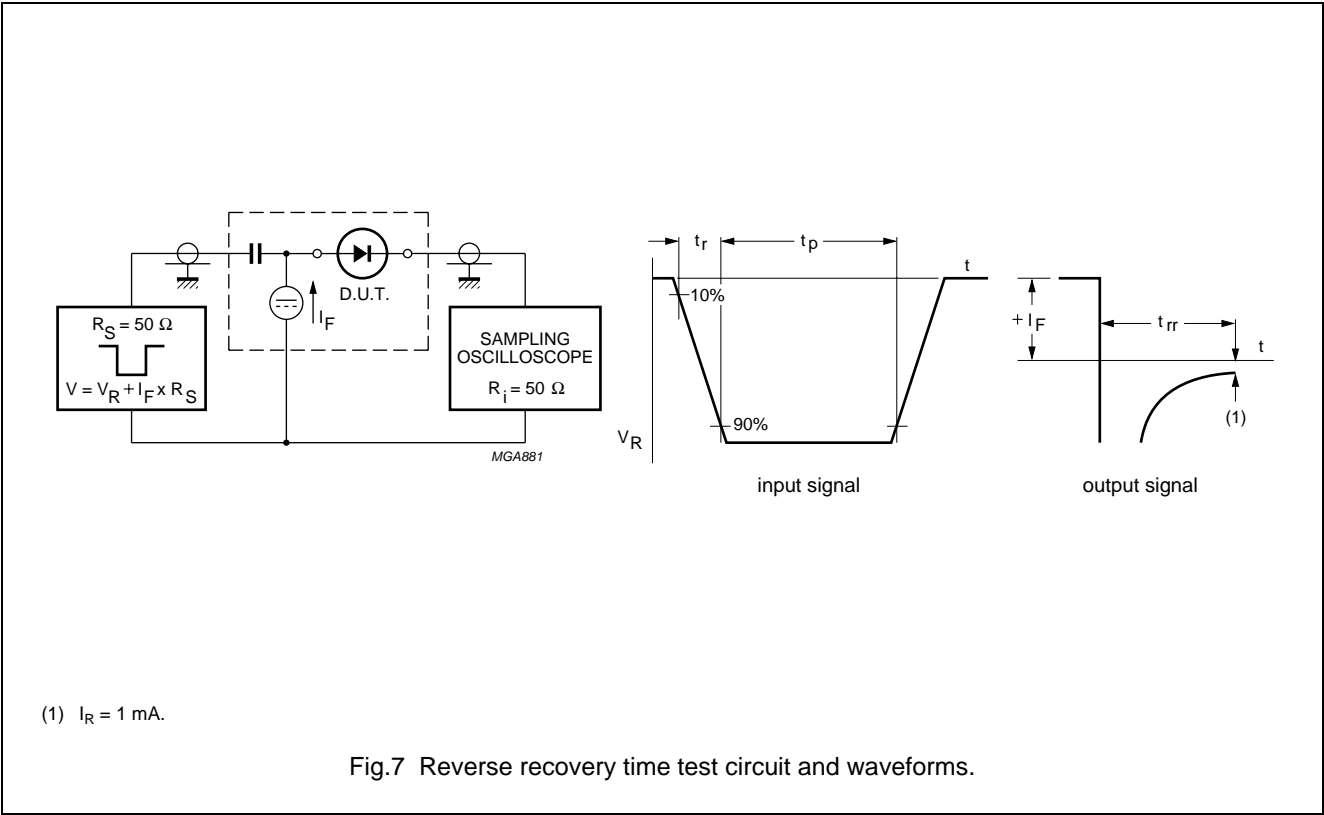 R_S = 50 Ω
V = V_R + I_F x R_S
I_F
D.U.T.
SAMPLING
OSCILLOSCOPE
R_i = 50 Ω
MGA881
t_r
t_p
t
10%
90%
V_R
input signal
+ I_F
t_rr
t
(1)
output signal
(1) I_R = 1 mA.
Fig.7 Reverse recovery time test circuit and waveforms.